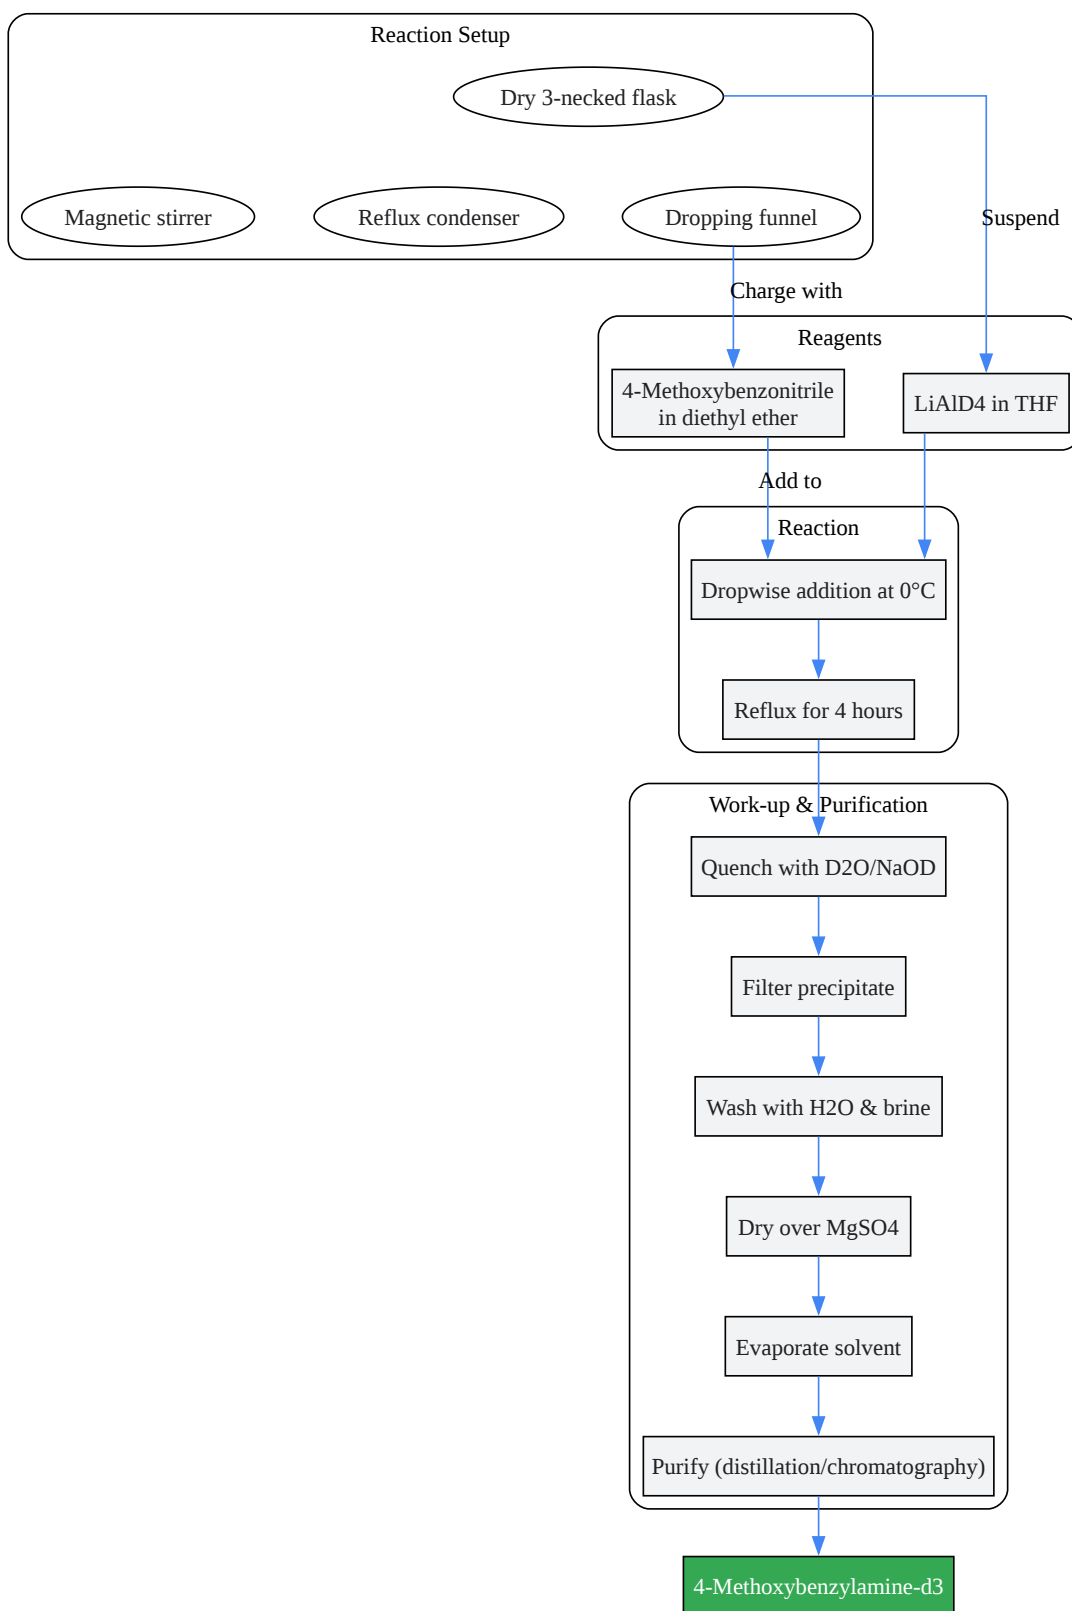 Reaction Setup
Dry 3-necked flask
Magnetic stirrer
Reflux condenser
Dropping funnel
Suspend
Charge with
Reagents
4-Methoxybenzonitrile
in diethyl ether
LiAlD4 in THF
Add to
Reaction
Dropwise addition at 0°C
Reflux for 4 hours
Work-up & Purification
Quench with D2O/NaOD
Filter precipitate
Wash with H2O & brine
Dry over MgSO4
Evaporate solvent
Purify (distillation/chromatography)
4-Methoxybenzylamine-d3